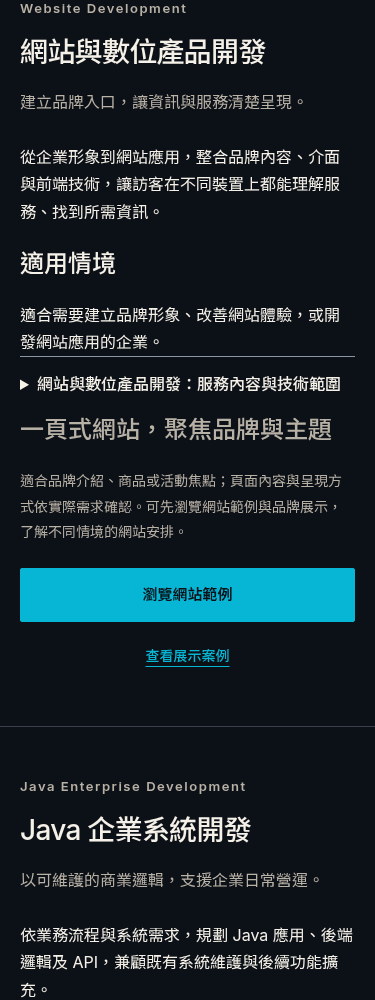 Website Development
網站與數位產品開發
建立品牌入口，讓資訊與服務清楚呈現。
從企業形象到網站應用，整合品牌內容、介面
與前端技術，讓訪客在不同裝置上都能理解服
務、找到所需資訊。
適用情境
適合需要建立品牌形象、改善網站體驗，或開
發網站應用的企業。
▶ 網站與數位產品開發：服務內容與技術範圍
一頁式網站，聚焦品牌與主題
適合品牌介紹、商品或活動焦點；頁面內容與呈現方
式依實際需求確認。可先瀏覽網站範例與品牌展示，
了解不同情境的網站安排。
瀏覽網站範例
查看展示案例
Java Enterprise Development
Java 企業系統開發
以可維護的商業邏輯，支援企業日常營運。
依業務流程與系統需求，規劃 Java 應用、後端
邏輯及 API，兼顧既有系統維護與後續功能擴
充。